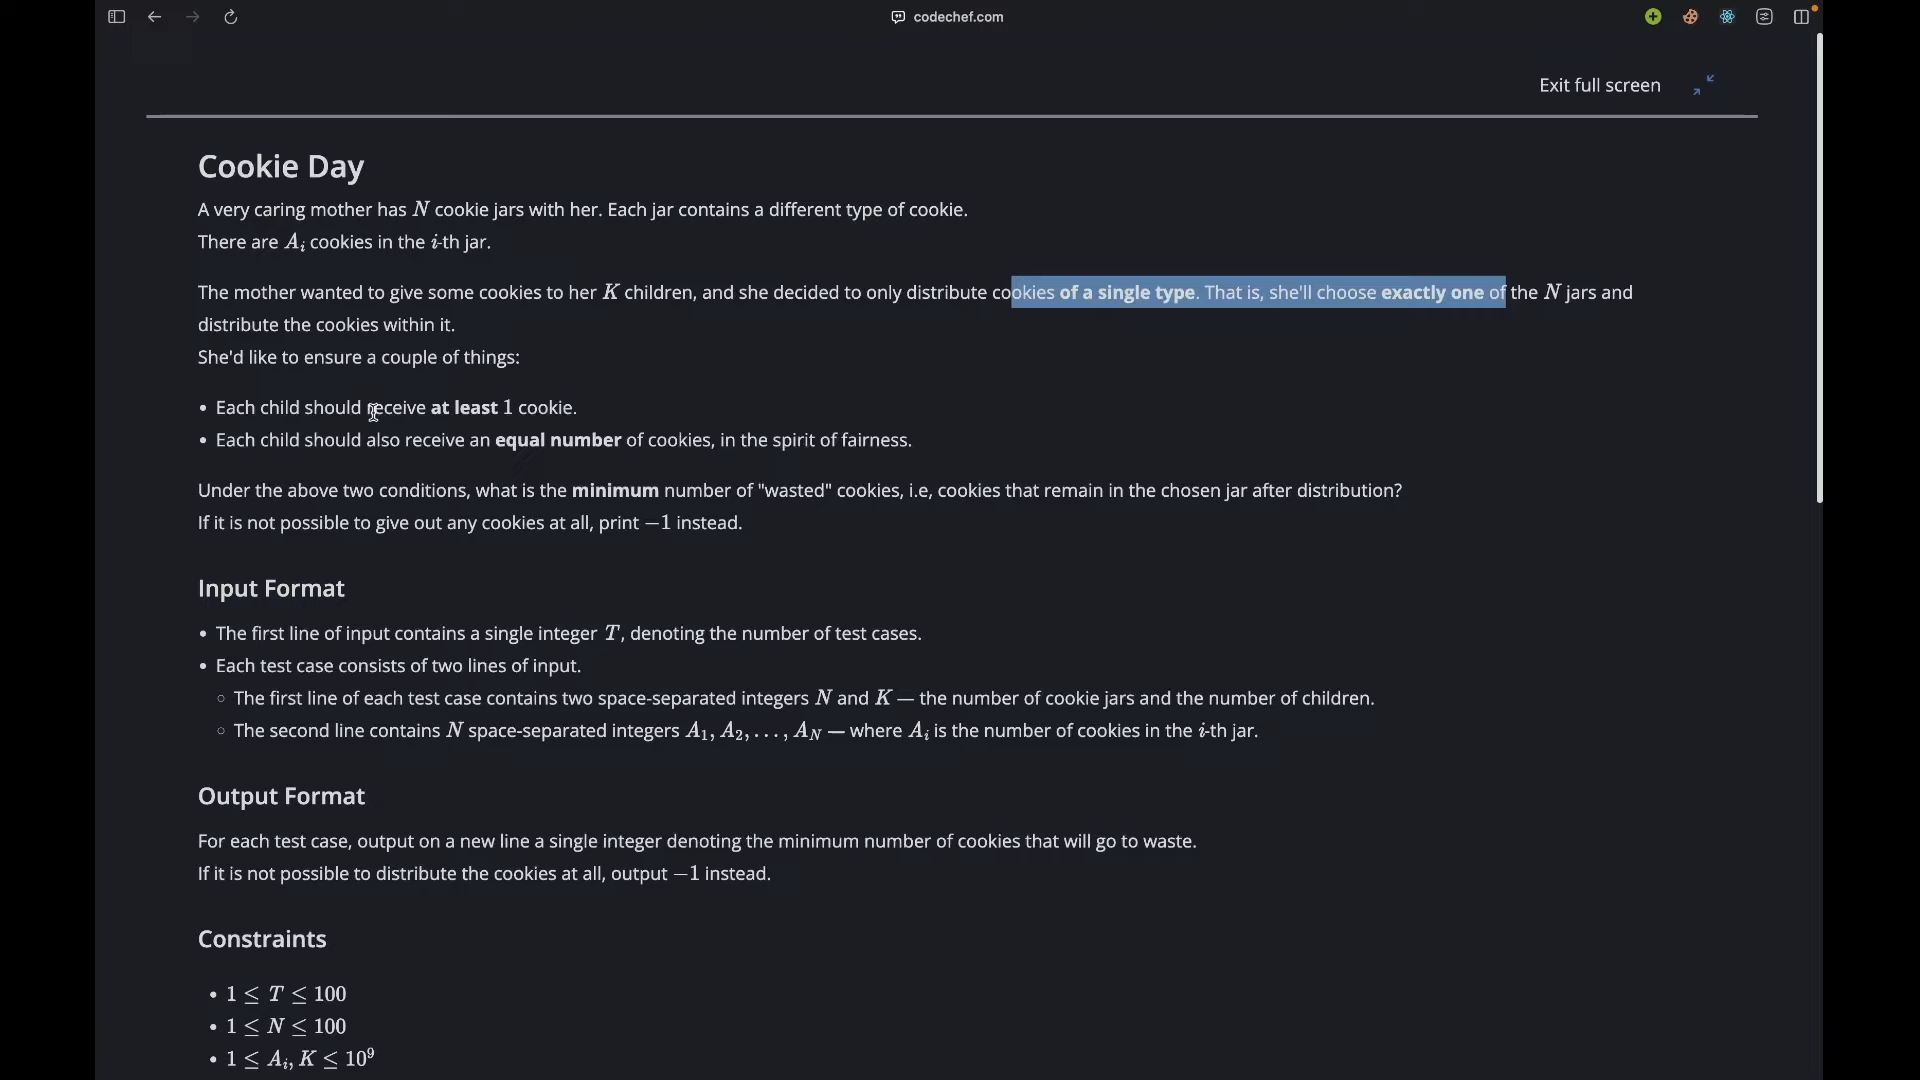 codechef.com
Exit full screen
Cookie Day
A very caring mother has N cookie jars with her. Each jar contains a different type of cookie.
There are Aᵢ cookies in the i-th jar.
The mother wanted to give some cookies to her K children, and she decided to only distribute cookies of a single type. That is, she'll choose exactly one of the N jars and
distribute the cookies within it.
She'd like to ensure a couple of things:
• Each child should receive at least 1 cookie.
• Each child should also receive an equal number of cookies, in the spirit of fairness.
Under the above two conditions, what is the minimum number of "wasted" cookies, i.e, cookies that remain in the chosen jar after distribution?
If it is not possible to give out any cookies at all, print −1 instead.
Input Format
• The first line of input contains a single integer T, denoting the number of test cases.
• Each test case consists of two lines of input.
◦ The first line of each test case contains two space-separated integers N and K — the number of cookie jars and the number of children.
◦ The second line contains N space-separated integers A₁, A₂, . . . , A_N — where Aᵢ is the number of cookies in the i-th jar.
Output Format
For each test case, output on a new line a single integer denoting the minimum number of cookies that will go to waste.
If it is not possible to distribute the cookies at all, output −1 instead.
Constraints
• 1 ≤ T ≤ 100
• 1 ≤ N ≤ 100
• 1 ≤ Aᵢ, K ≤ 10⁹